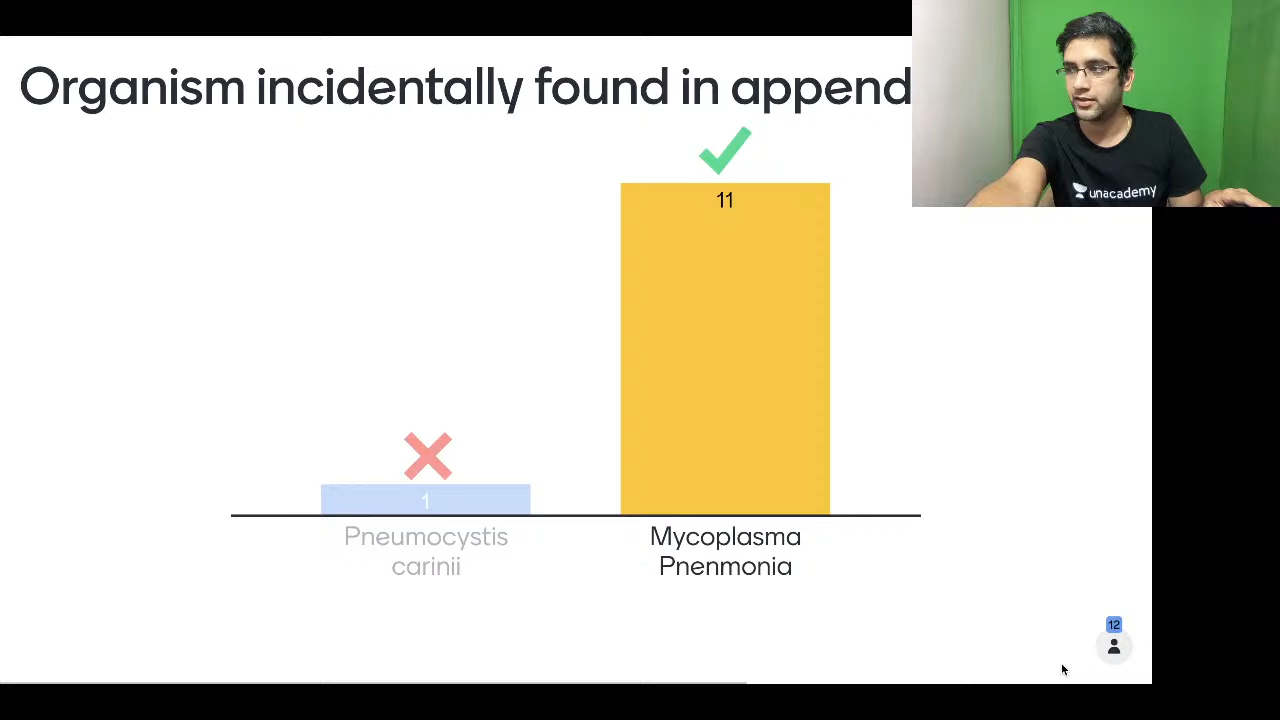 Organism incidentally found in append
unacademy
11
1
Pneumocystis
carinii
Mycoplasma
Pnenmonia
12